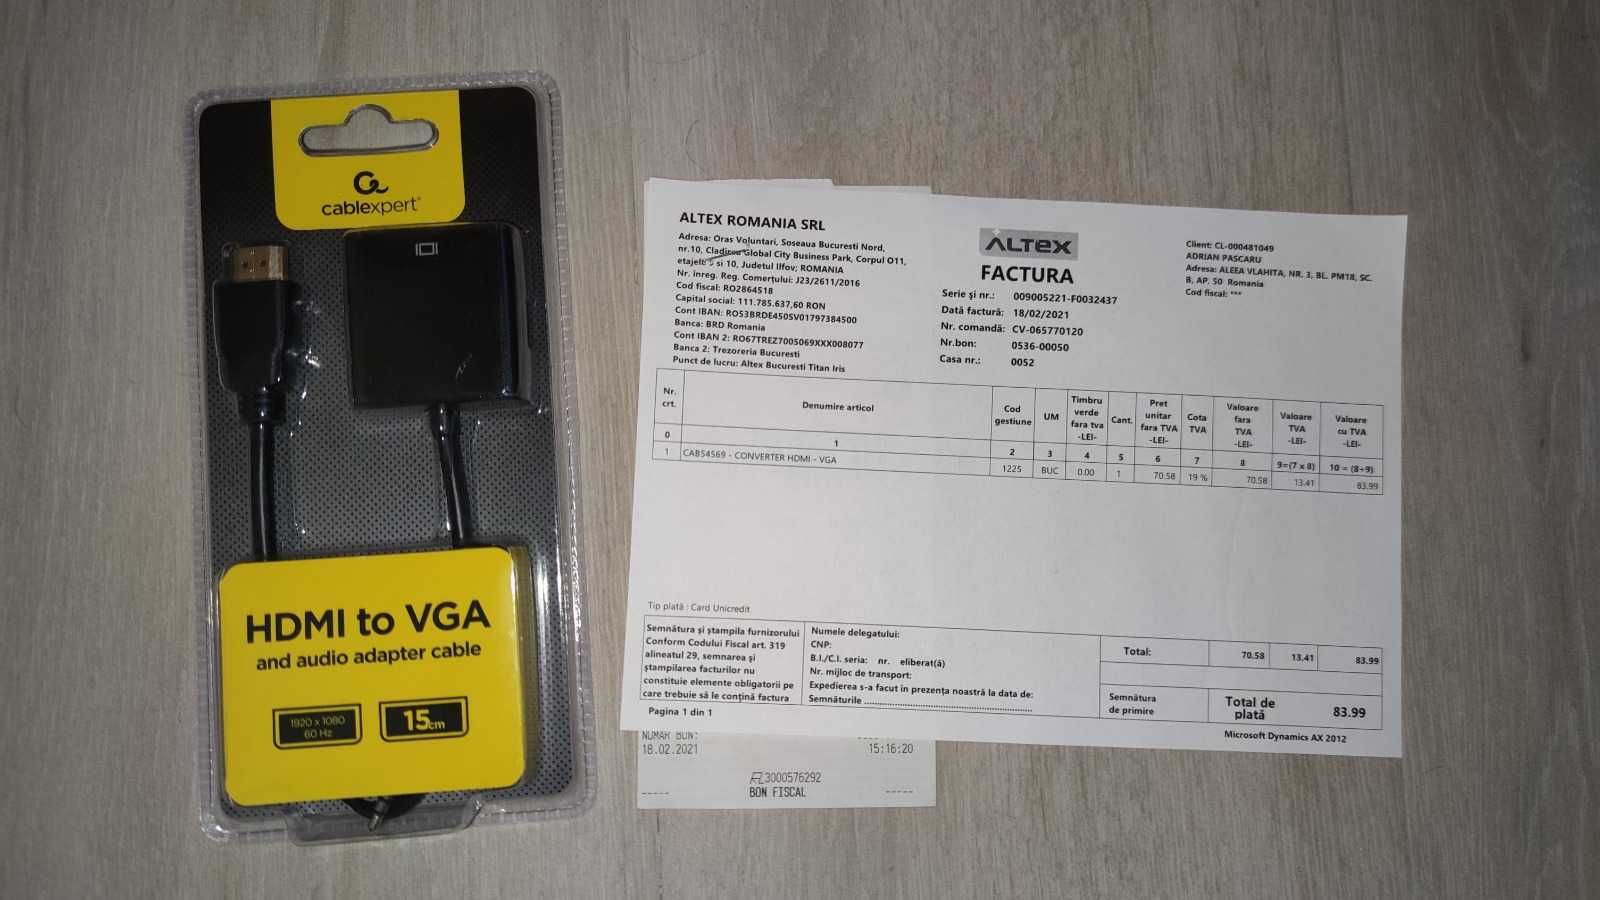 cablexpert®
HDMI to VGA
and audio adapter cable
1920 x 1080
60 Hz
15cm
ALTEX ROMANIA SRL
Adresa: Oras Voluntari, Soseaua Bucuresti Nord,
nr.10, Cladirea Global City Business Park, Corpul O11,
etajele 5 si 10, Judetul Ilfov; ROMANIA
Nr. inreg. Reg. Comerțului: J23/2611/2016
Cod fiscal: RO2864518
Capital social: 111.785.637,60 RON
Cont IBAN: RO53BRDE450SV01797384500
Banca: BRD Romania
Cont IBAN 2: RO67TREZ7005069XXX008077
Banca 2: Trezoreria Bucuresti
Punct de lucru: Altex Bucuresti Titan Iris
ALTEX
FACTURA
Serie și nr.: 009005221-F0032437
Dată factură: 18/02/2021
Nr. comandă: CV-065770120
Nr.bon: 0536-00050
Casa nr.: 0052
Client: CL-000481049
ADRIAN PASCARU
Adresa: ALEEA VLAHITA, NR. 3, BL. PM18, SC.
B, AP. 50 Romania
Cod fiscal: ***
Nr. crt. Denumire articol Cod gestiune UM Timbru verde fara tva -LEI- Cant. Pret unitar fara TVA -LEI- Cota TVA Valoare fara TVA -LEI- Valoare TVA -LEI- Valoare cu TVA -LEI-
0 1 2 3 4 5 6 7 8 9=(7 x 8) 10 = (8+9)
1 CAB54569 - CONVERTER HDMI - VGA 1225 BUC 0.00 1 70.58 19 % 70.58 13.41 83.99
Tip plată : Card Unicredit
Semnătura și ștampila furnizorului
Conform Codului Fiscal art. 319
alineatul 29, semnarea și
ștampilarea facturilor nu
constituie elemente obligatorii pe
care trebuie să le conțină factura
Numele delegatului:
CNP:
B.I./C.I. seria: nr. eliberat(ă)
Nr. mijloc de transport:
Expedierea s-a facut in prezența noastră la data de:
Semnăturile
Total: 70.58 13.41 83.99
Semnătura
de primire
Total de
plată 83.99
Pagina 1 din 1
Microsoft Dynamics AX 2012
NUMAR BON:
18.02.2021 15:16:20
3000576292
----- BON FISCAL -----